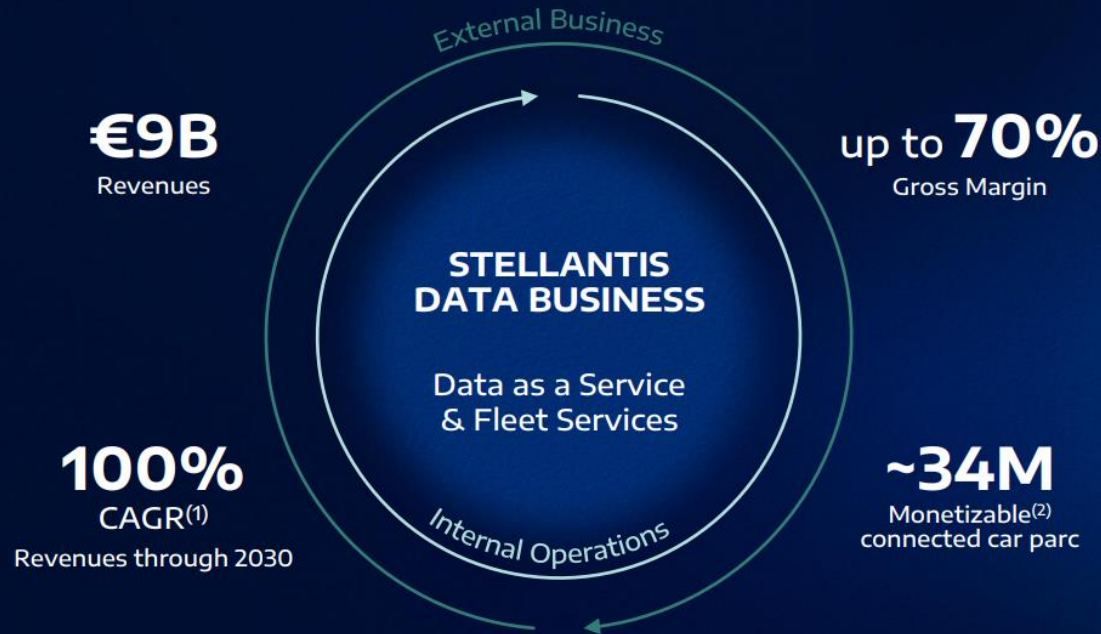 External Business
€9B
Revenues
up to 70%
Gross Margin
STELLANTIS
DATA BUSINESS
Data as a Service
& Fleet Services
100%
CAGR(1)
Revenues through 2030
~34M
Monetizable(2)
connected car parc
Internal Operations